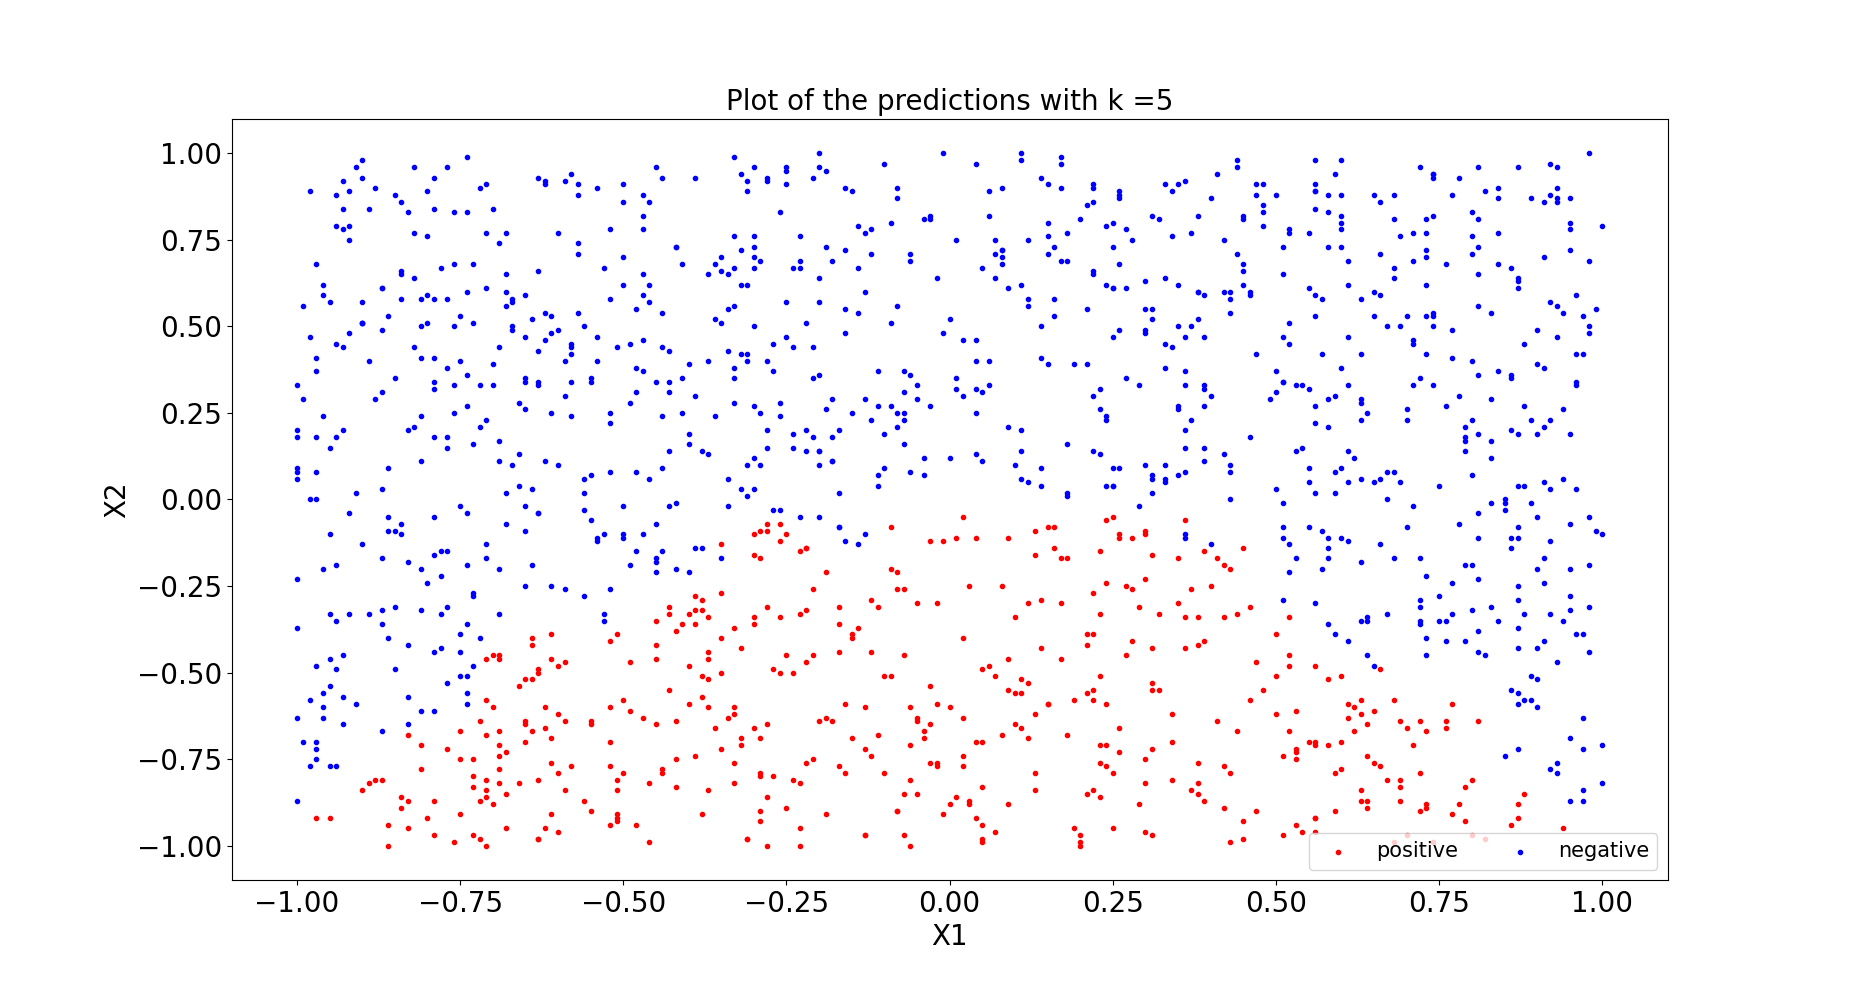 Plot of the predictions with k =5
1.00
0.75
0.50
0.25
0.00
−0.25
−0.50
−0.75
−1.00
X2
positive negative
−1.00 −0.75 −0.50 −0.25 0.00 0.25 0.50 0.75 1.00
X1